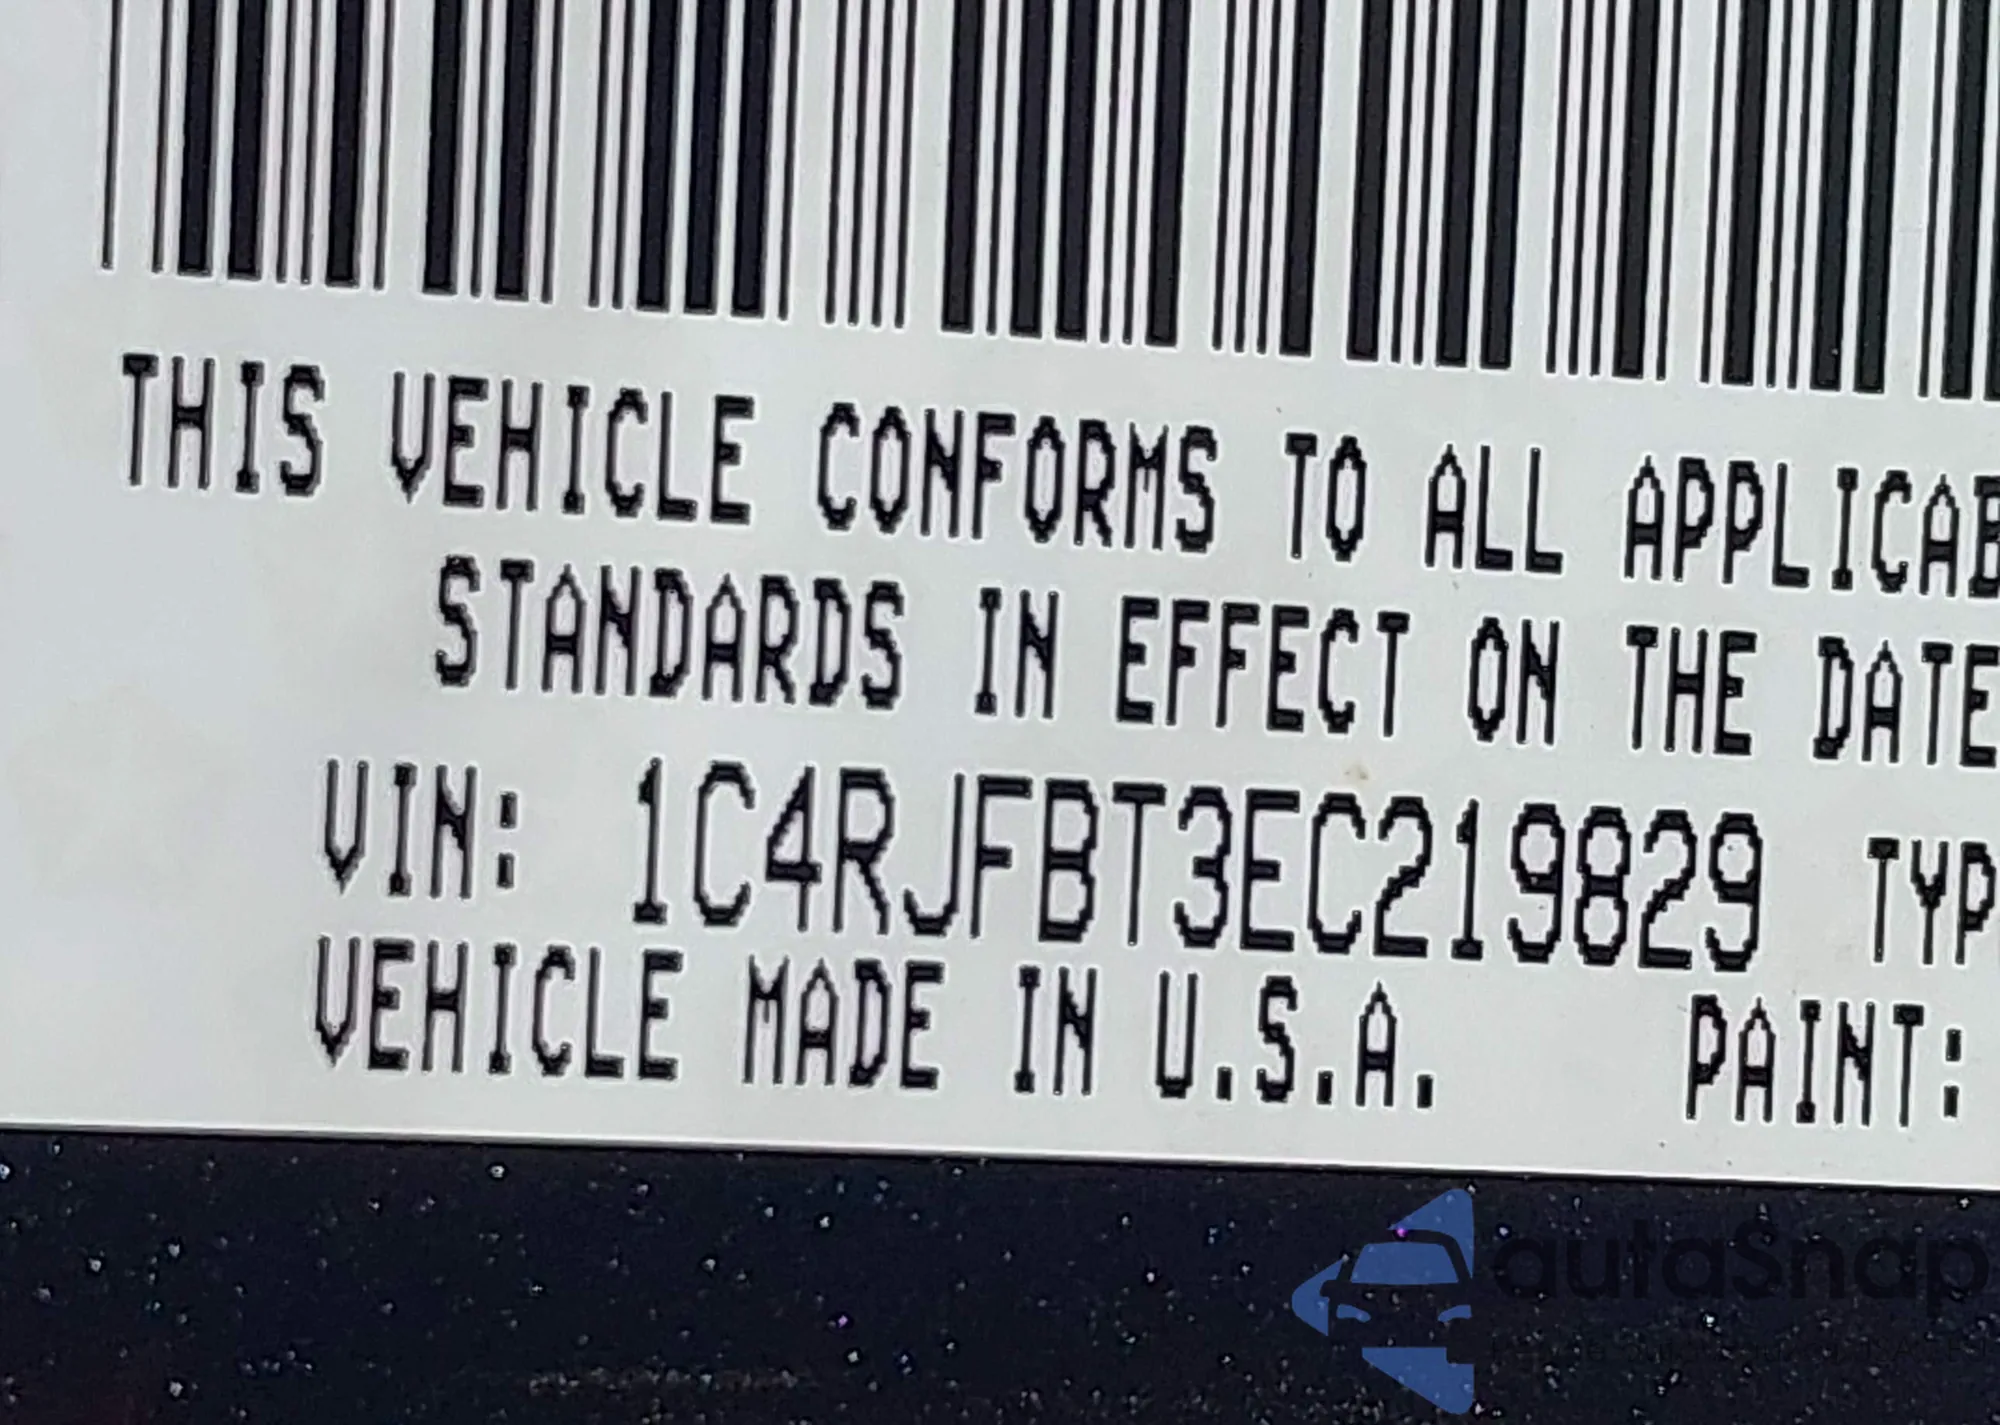 THIS VEHICLE CONFORMS TO ALL APPLICAB
STANDARDS IN EFFECT ON THE DATE
VIN: 1C4RJFBT3EC219829 TYP
VEHICLE MADE IN U.S.A. PAINT:
autaSnap